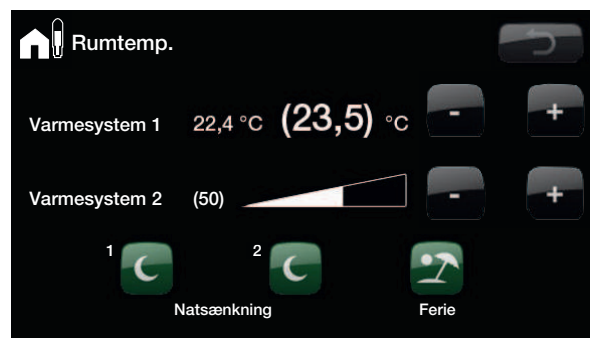 Rumtemp.
Varmesystem 1 22,4 °C (23,5) °C - +
Varmesystem 2 (50) - +
1 2
Natsænkning Ferie